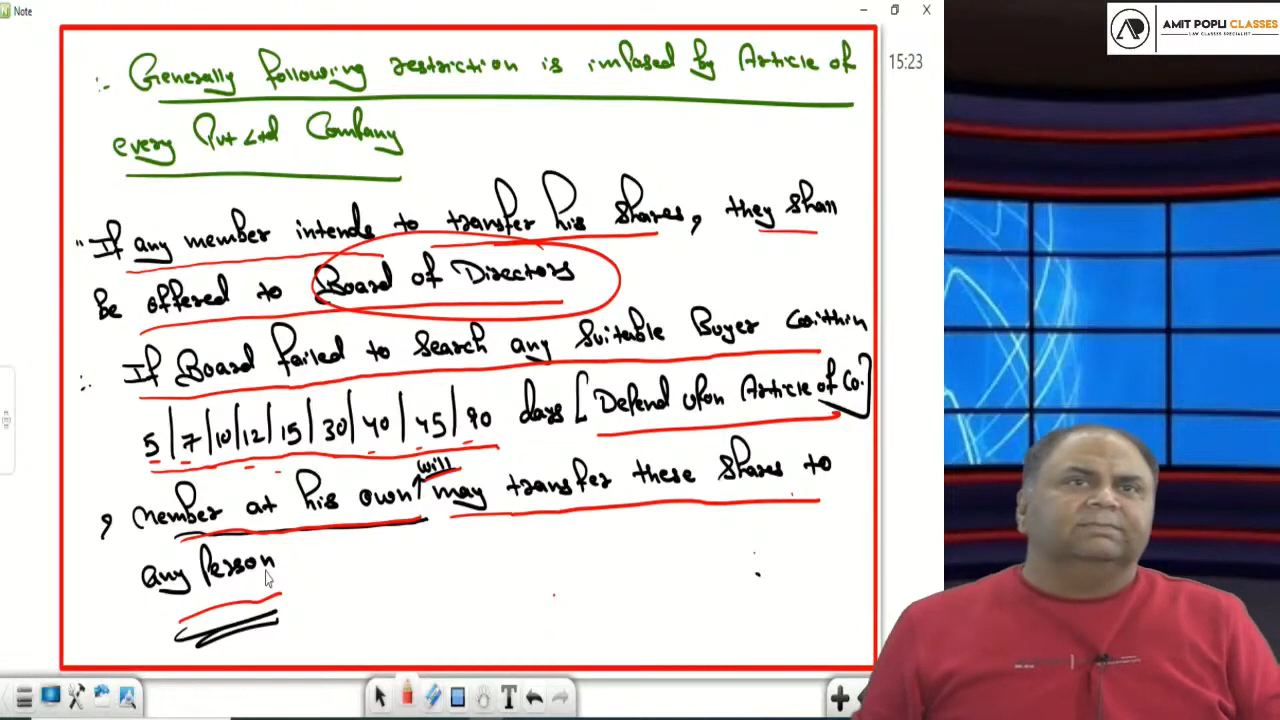 Note
AMIT POPLI CLASSES
LAW CLASSES SPECIALIST
15:23
∴ Generally following restriction is imposed by Article of
every Pvt Ltd Company
"If any member intends to transfer his shares, they shall
be offered to Board of Directors
∴ If Board failed to search any suitable Buyer within
5|7|10|12|15|30|40|45|90 days [Depend upon Article of Co.]
, Member at his own will may transfer these shares to
any Person